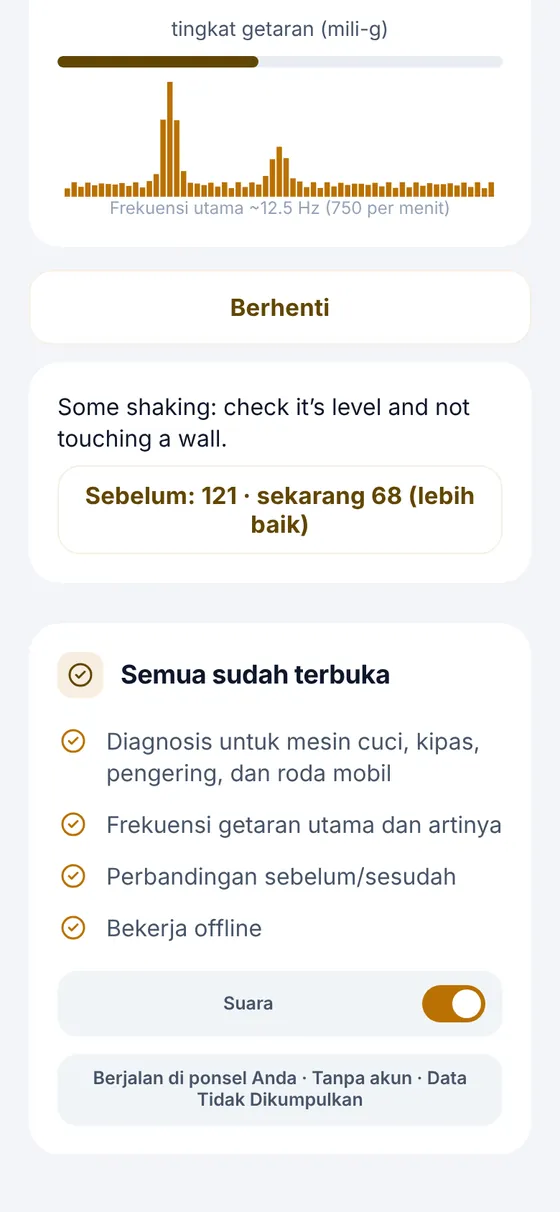 tingkat getaran (mili-g)
Frekuensi utama ~12.5 Hz (750 per menit)
Berhenti
Some shaking: check it’s level and not
touching a wall.
Sebelum: 121 · sekarang 68 (lebih
baik)
Semua sudah terbuka
Diagnosis untuk mesin cuci, kipas,
pengering, dan roda mobil
Frekuensi getaran utama dan artinya
Perbandingan sebelum/sesudah
Bekerja offline
Suara
Berjalan di ponsel Anda · Tanpa akun · Data
Tidak Dikumpulkan